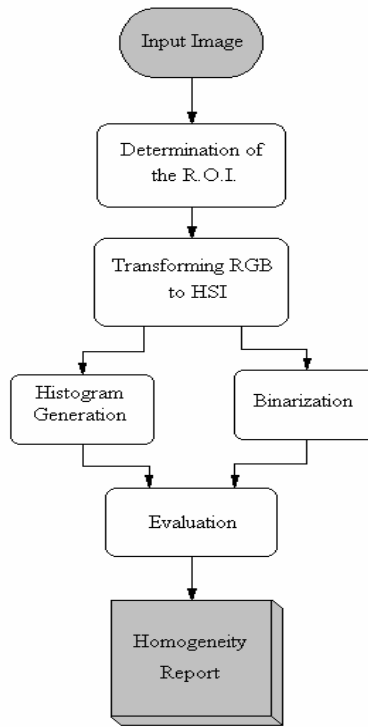 Input Image
Determination of
the R.O.I.
Transforming RGB
to HSI
Histogram
Generation
Binarization
Evaluation
Homogeneity
Report